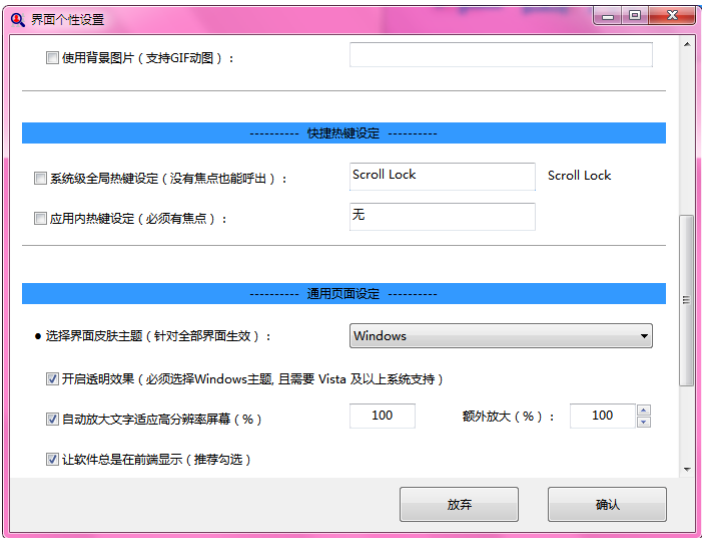 界面个性设置
使用背景图片（支持GIF动图）：
---------- 快捷热键设定 ----------
系统级全局热键设定（没有焦点也能呼出）： Scroll Lock Scroll Lock
应用内热键设定（必须有焦点）： 无
---------- 通用页面设定 ----------
● 选择界面皮肤主题（针对全部界面生效）： Windows
开启透明效果（必须选择Windows主题, 且需要 Vista 及以上系统支持）
自动放大文字适应高分辨率屏幕（%） 100 额外放大（%）： 100
让软件总是在前端显示（推荐勾选）
放弃 确认